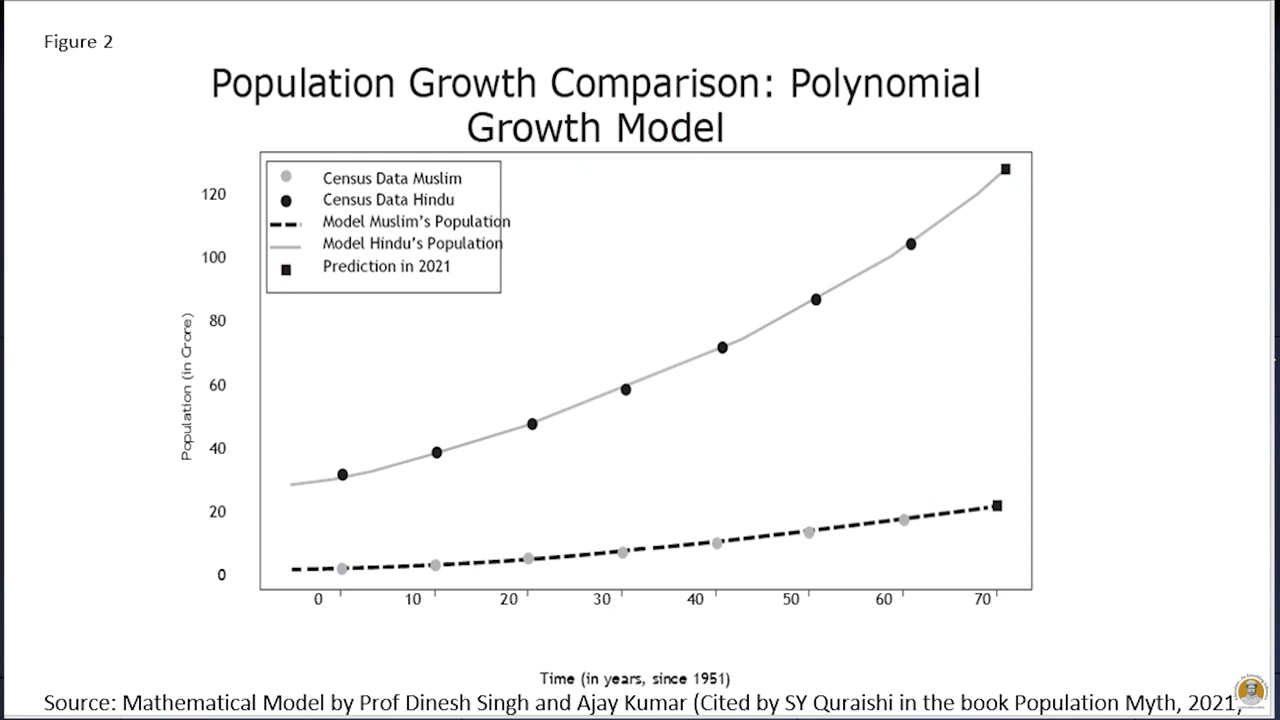 Figure 2
Population Growth Comparison: Polynomial
Growth Model
Census Data Muslim
Census Data Hindu
Model Muslim's Population
Model Hindu's Population
Prediction in 2021
Population (in Crore)
120
100
80
60
40
20
0
0 10 20 30 40 50 60 70
Time (in years, since 1951)
Source: Mathematical Model by Prof Dinesh Singh and Ajay Kumar (Cited by SY Quraishi in the book Population Myth, 2021,